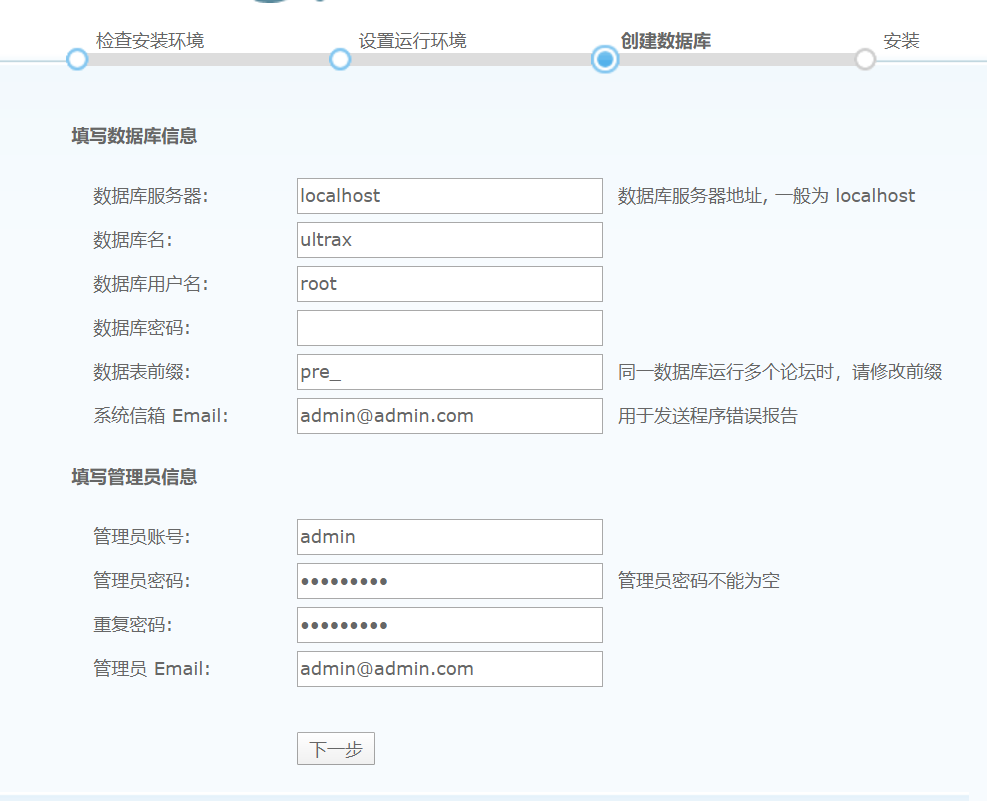 检查安装环境 设置运行环境 创建数据库 安装
填写数据库信息
数据库服务器: localhost 数据库服务器地址, 一般为 localhost
数据库名: ultrax
数据库用户名: root
数据库密码:
数据表前缀: pre_ 同一数据库运行多个论坛时，请修改前缀
系统信箱 Email: admin@admin.com 用于发送程序错误报告
填写管理员信息
管理员账号: admin
管理员密码: ••••••••• 管理员密码不能为空
重复密码: •••••••••
管理员 Email: admin@admin.com
下一步